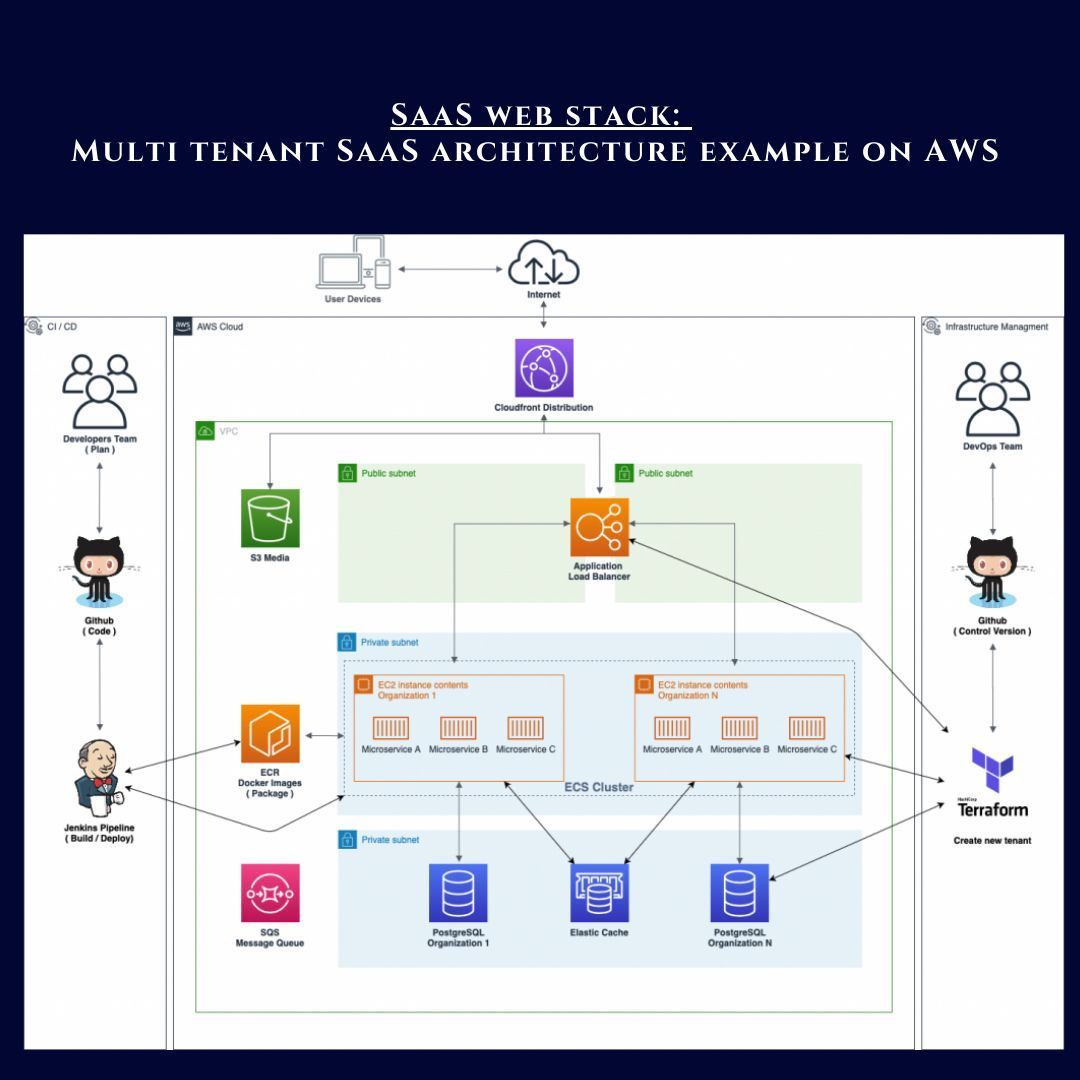 SaaS web stack:
Multi tenant SaaS architecture example on AWS
User Devices
Internet
CI / CD
aws
AWS Cloud
Infrastructure Managment
Developers Team
( Plan )
Cloudfront Distribution
DevOps Team
VPC
Public subnet
Public subnet
S3 Media
Application
Load Balancer
Github
( Code )
Github
( Control Version )
Private subnet
EC2 instance contents
Organization 1
EC2 instance contents
Organization N
Microservice A
Microservice B
Microservice C
Microservice A
Microservice B
Microservice C
ECR
Docker Images
( Package )
ECS Cluster
Jenkins Pipeline
( Build / Deploy)
HashiCorp
Terraform
Create new tenant
Private subnet
SQS
Message Queue
PostgreSQL
Organization 1
Elastic Cache
PostgreSQL
Organization N